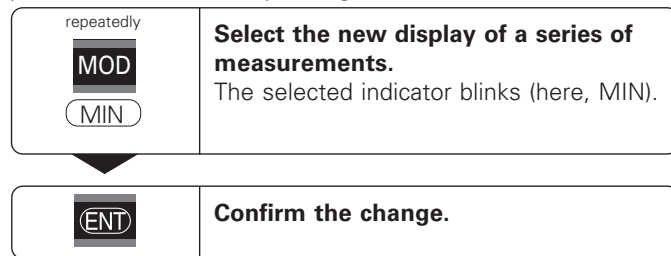 repeatedly
MOD
MIN
Select the new display of a series of
measurements.
The selected indicator blinks (here, MIN).
ENT
Confirm the change.